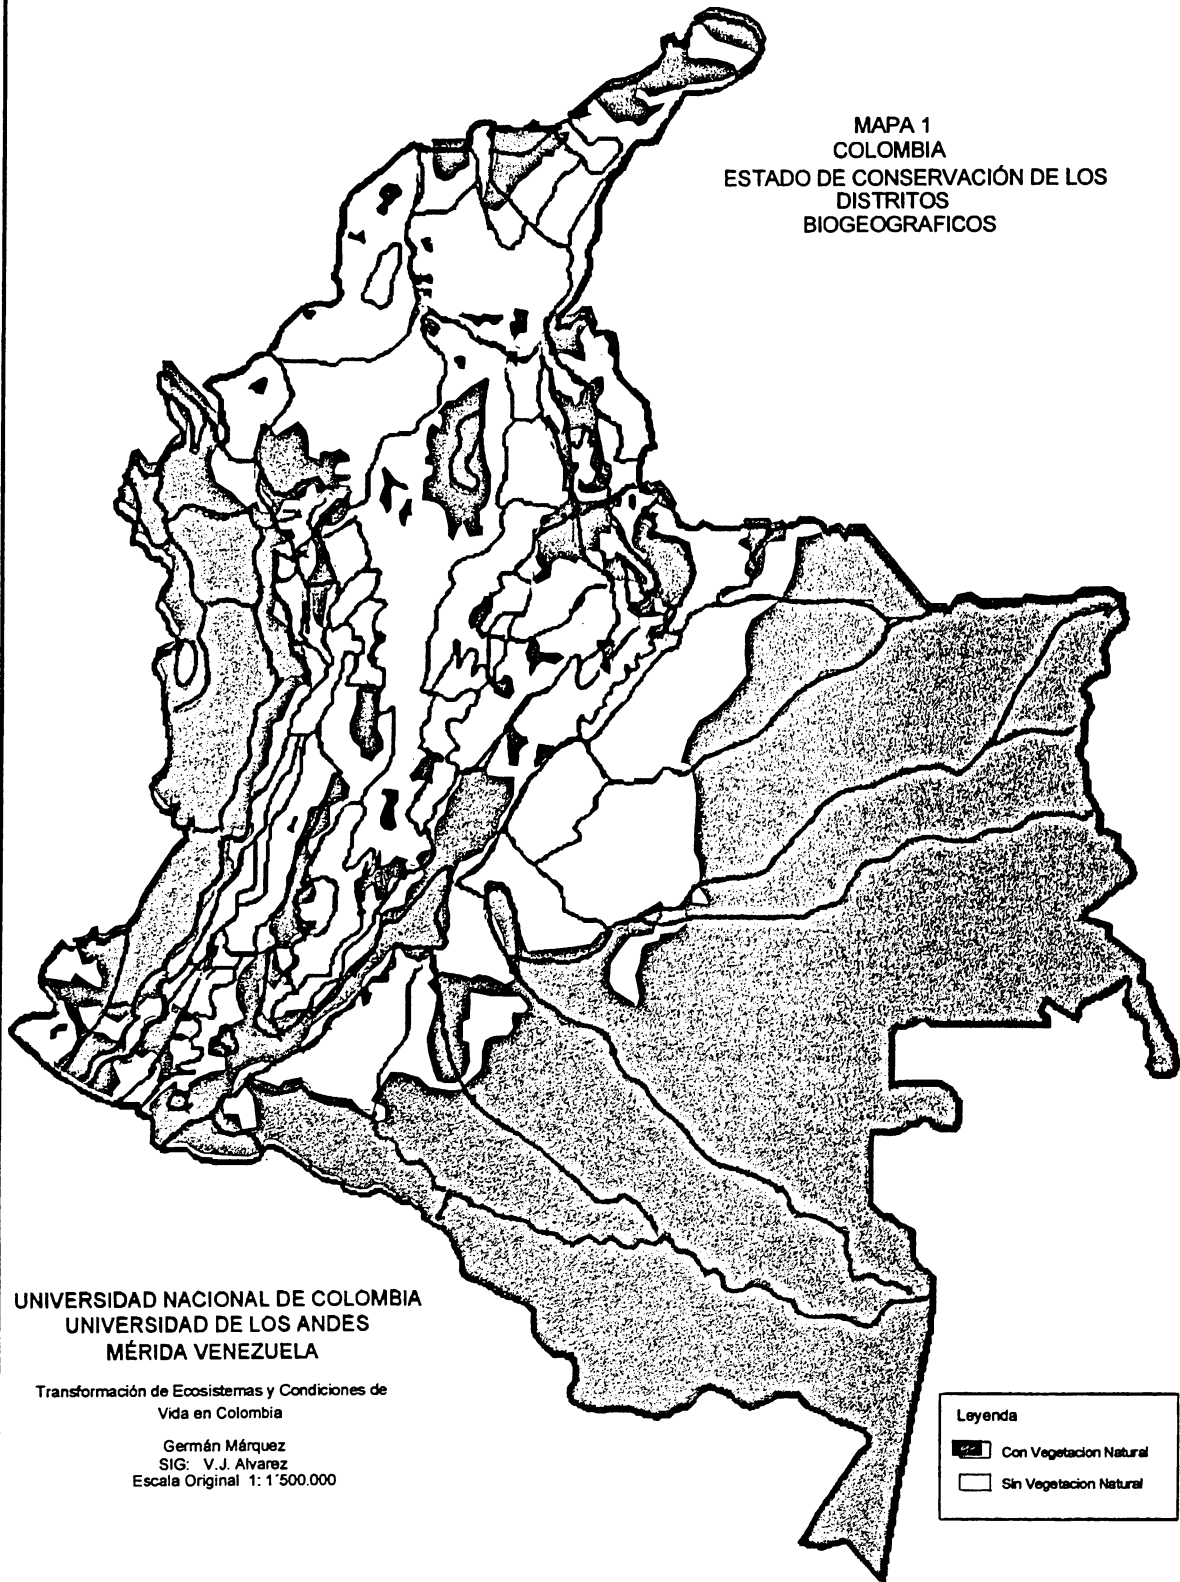 MAPA 1
COLOMBIA
ESTADO DE CONSERVACIÓN DE LOS
DISTRITOS
BIOGEOGRAFICOS
UNIVERSIDAD NACIONAL DE COLOMBIA
UNIVERSIDAD DE LOS ANDES
MÉRIDA VENEZUELA
Transformación de Ecosistemas y Condiciones de
Vida en Colombia
Germán Márquez
SIG: V.J. Alvarez
Escala Original 1: 1´500.000
Leyenda
Con Vegetacion Natural
Sin Vegetacion Natural